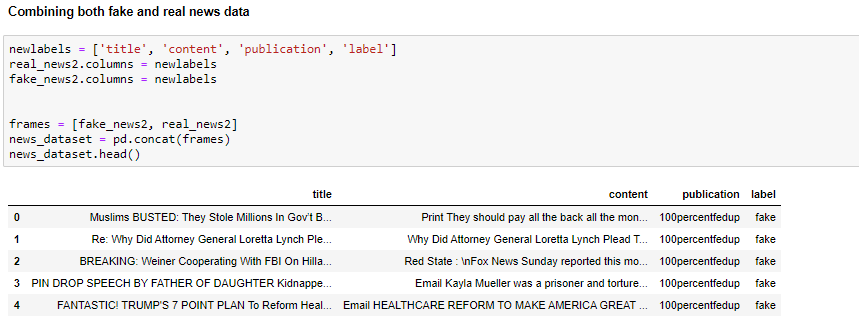 Combining both fake and real news data
newlabels = ['title', 'content', 'publication', 'label']
real_news2.columns = newlabels
fake_news2.columns = newlabels
frames = [fake_news2, real_news2]
news_dataset = pd.concat(frames)
news_dataset.head()
title content publication label
0 Muslims BUSTED: They Stole Millions In Gov't B... Print They should pay all the back all the mon... 100percentfedup fake
1 Re: Why Did Attorney General Loretta Lynch Ple... Why Did Attorney General Loretta Lynch Plead T... 100percentfedup fake
2 BREAKING: Weiner Cooperating With FBI On Hilla... Red State : \nFox News Sunday reported this mo... 100percentfedup fake
3 PIN DROP SPEECH BY FATHER OF DAUGHTER Kidnappe... Email Kayla Mueller was a prisoner and torture... 100percentfedup fake
4 FANTASTIC! TRUMP'S 7 POINT PLAN To Reform Heal... Email HEALTHCARE REFORM TO MAKE AMERICA GREAT ... 100percentfedup fake